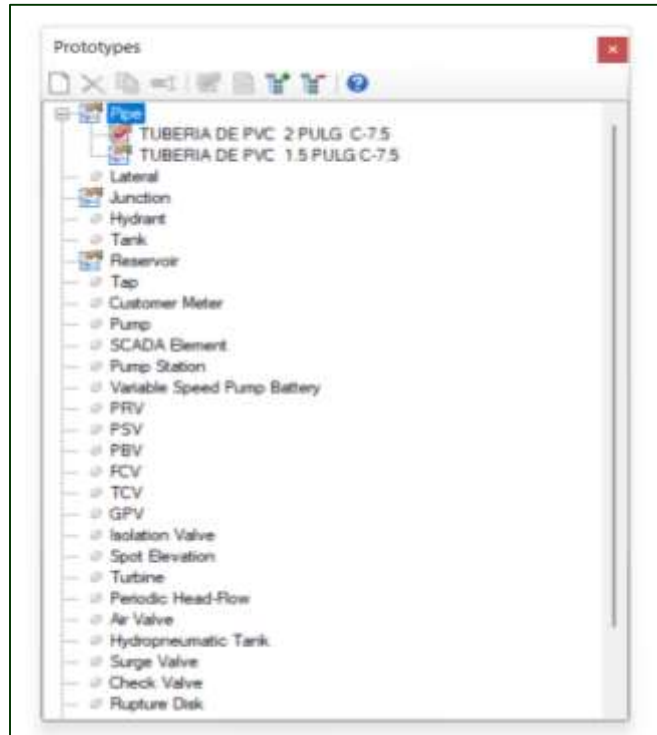 Prototypes
Pipe
TUBERIA DE PVC 2 PULG C-7.5
TUBERIA DE PVC 1.5 PULG C-7.5
Lateral
Junction
Hydrant
Tank
Reservoir
Tap
Customer Meter
Pump
SCADA Element
Pump Station
Variable Speed Pump Battery
PRV
PSV
PBV
FCV
TCV
GPV
Isolation Valve
Spot Elevation
Turbine
Periodic Head-Flow
Air Valve
Hydropneumatic Tank
Surge Valve
Check Valve
Rupture Disk